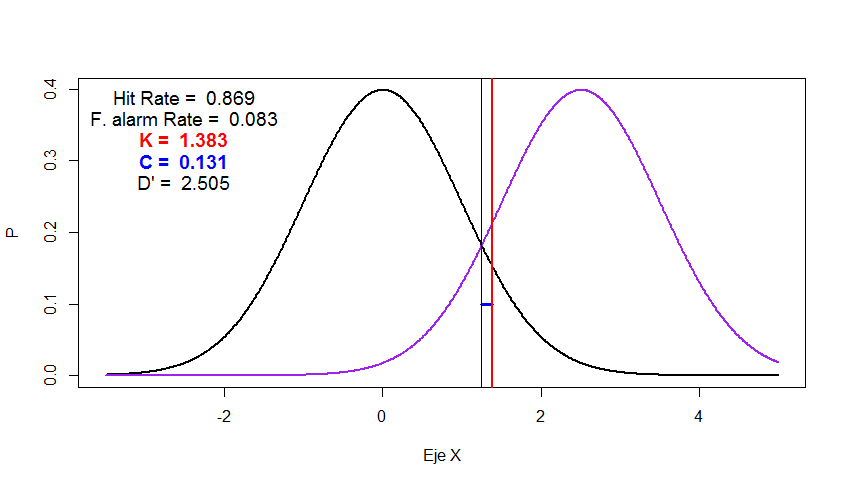 Hit Rate = 0.869
F. alarm Rate = 0.083
K = 1.383
C = 0.131
D' = 2.505
P
0.4
0.3
0.2
0.1
0.0
-2 0 2 4
Eje X